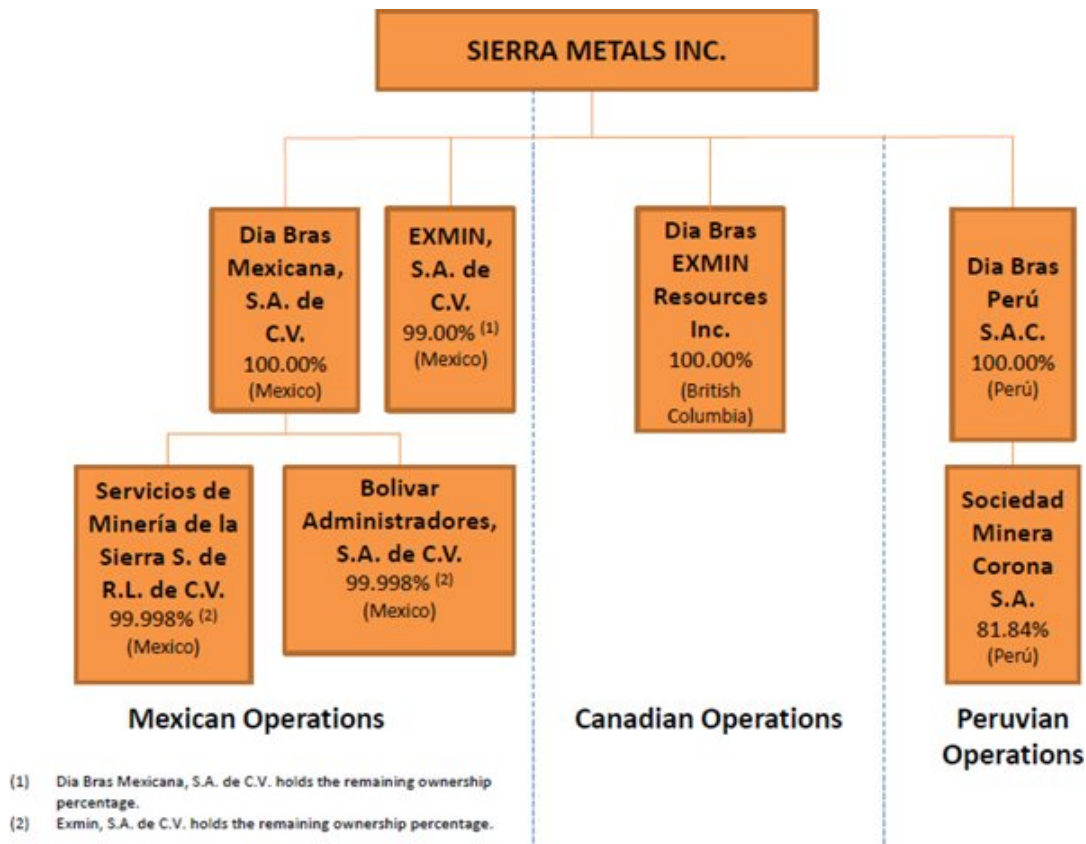 SIERRA METALS INC.
Dia Bras
Mexicana,
S.A. de
C.V.
100.00%
(Mexico)
EXMIN,
S.A. de
C.V.
99.00% (1)
(Mexico)
Dia Bras
EXMIN
Resources
Inc.
100.00%
(British
Columbia)
Dia Bras
Perú
S.A.C.
100.00%
(Perú)
Servicios de
Minería de la
Sierra S. de
R.L. de C.V.
99.998% (2)
(Mexico)
Bolivar
Administradores,
S.A. de C.V.
99.998% (2)
(Mexico)
Sociedad
Minera
Corona
S.A.
81.84%
(Perú)
Mexican Operations
Canadian Operations
Peruvian
Operations
(1) Dia Bras Mexicana, S.A. de C.V. holds the remaining ownership
percentage.
(2) Exmin, S.A. de C.V. holds the remaining ownership percentage.